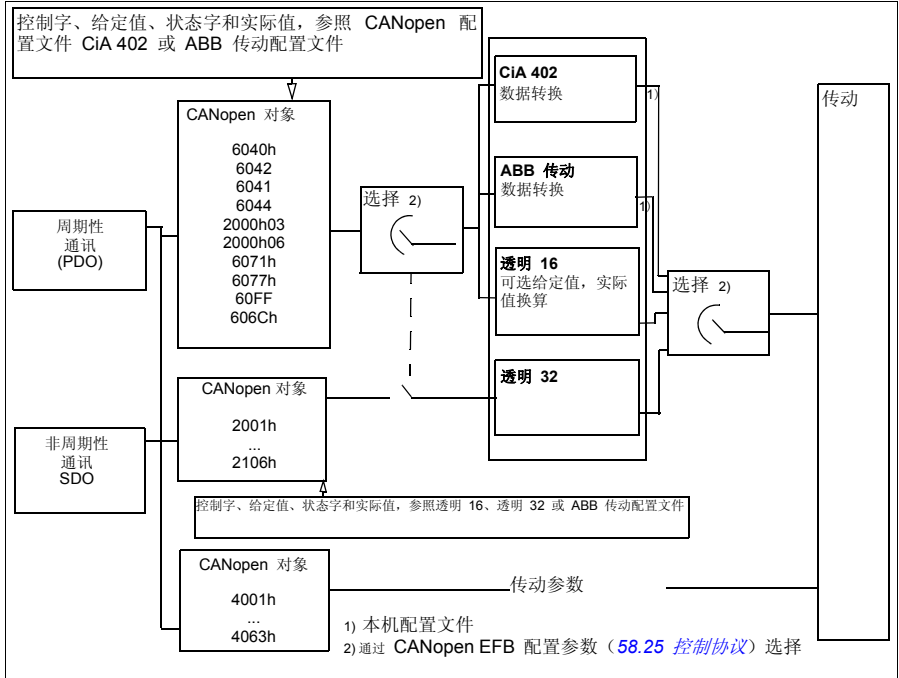 控制字、给定值、状态字和实际值，参照 CANopen 配
置文件 CiA 402 或 ABB 传动配置文件
CANopen 对象
6040h
6042
6041
6044
2000h03
2000h06
6071h
6077h
60FF
606Ch
周期性
通讯
(PDO)
选择 2)
CiA 402
数据转换
1)
ABB 传动
数据转换
1)
透明 16
可选给定值，实际
值换算
透明 32
选择 2)
传动
CANopen 对象
2001h
...
2106h
非周期性
通讯
SDO
控制字、给定值、状态字和实际值，参照透明 16、透明 32 或 ABB 传动配置文件
CANopen 对象
4001h
...
4063h
传动参数
1) 本机配置文件
2) 通过 CANopen EFB 配置参数（58.25 控制协议）选择